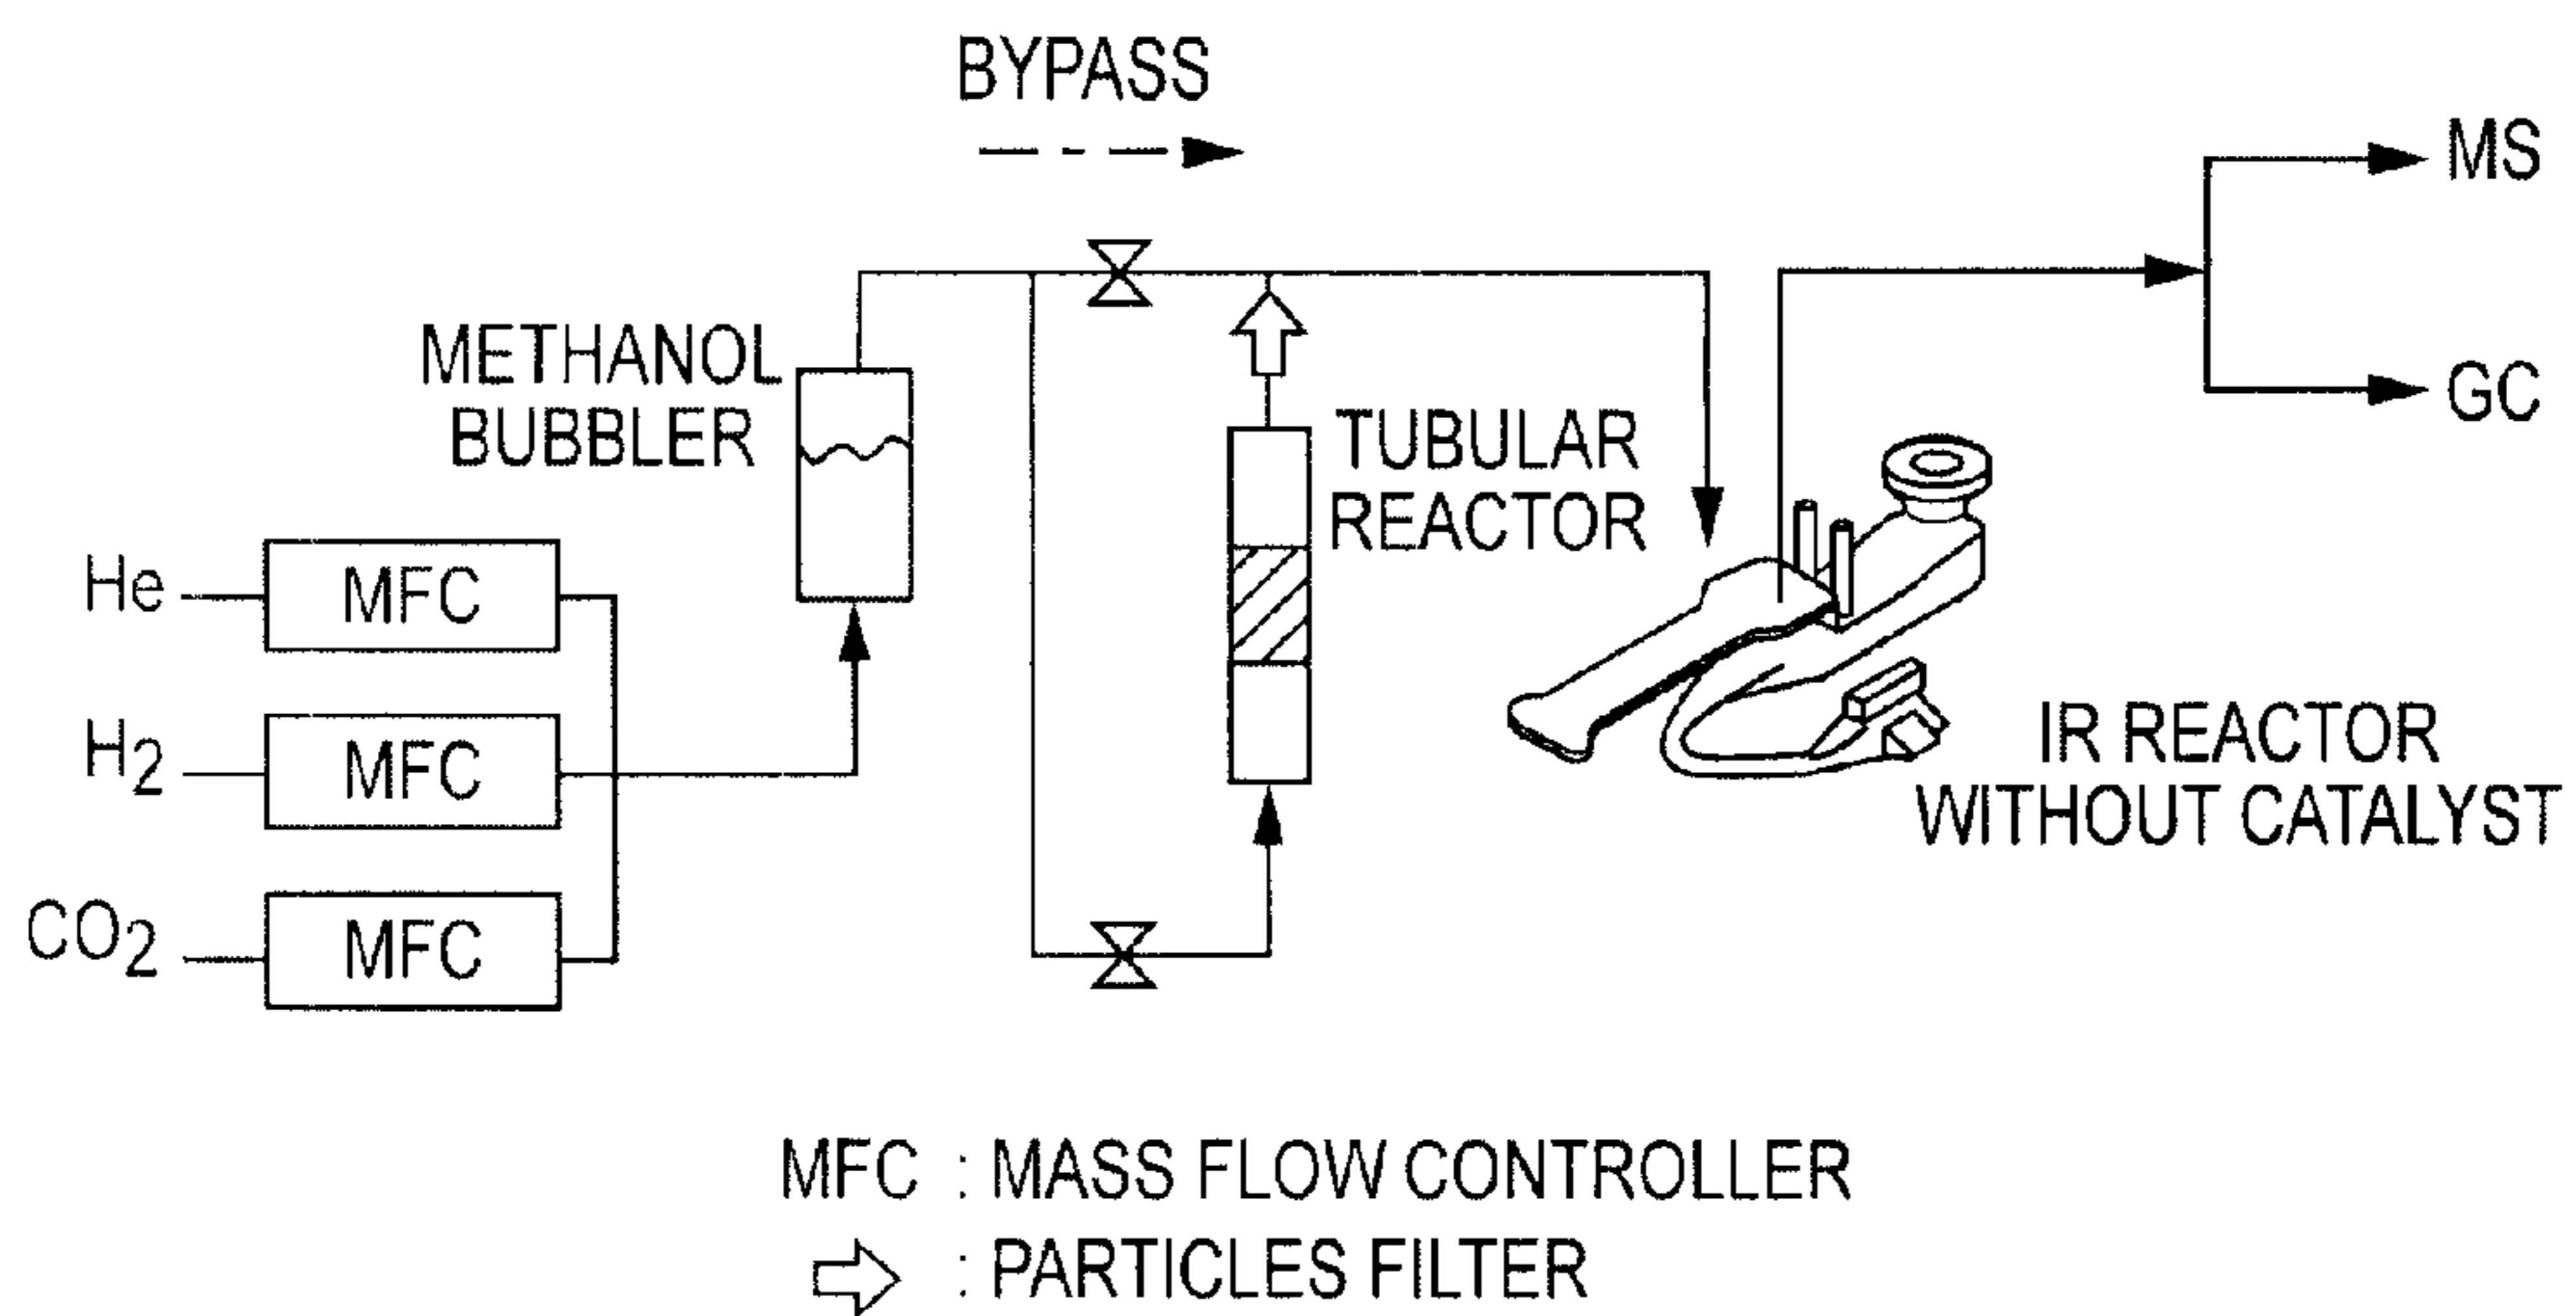 BYPASS
MS
METHANOL
BUBBLER
TUBULAR
REACTOR
GC
He
MFC
H2
MFC
CO2
MFC
IR REACTOR
WITHOUT CATALYST
MFC : MASS FLOW CONTROLLER
: PARTICLES FILTER